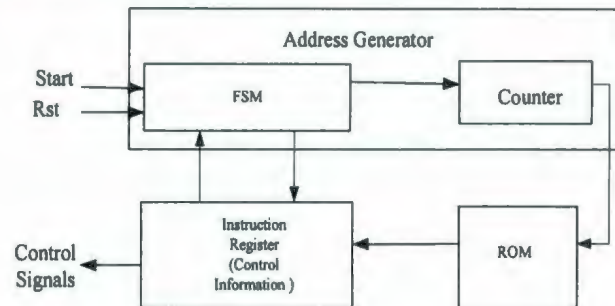 Address Generator
Start
Rst
FSM
Counter
Instruction
Register
(Control
Information )
ROM
Control
Signals